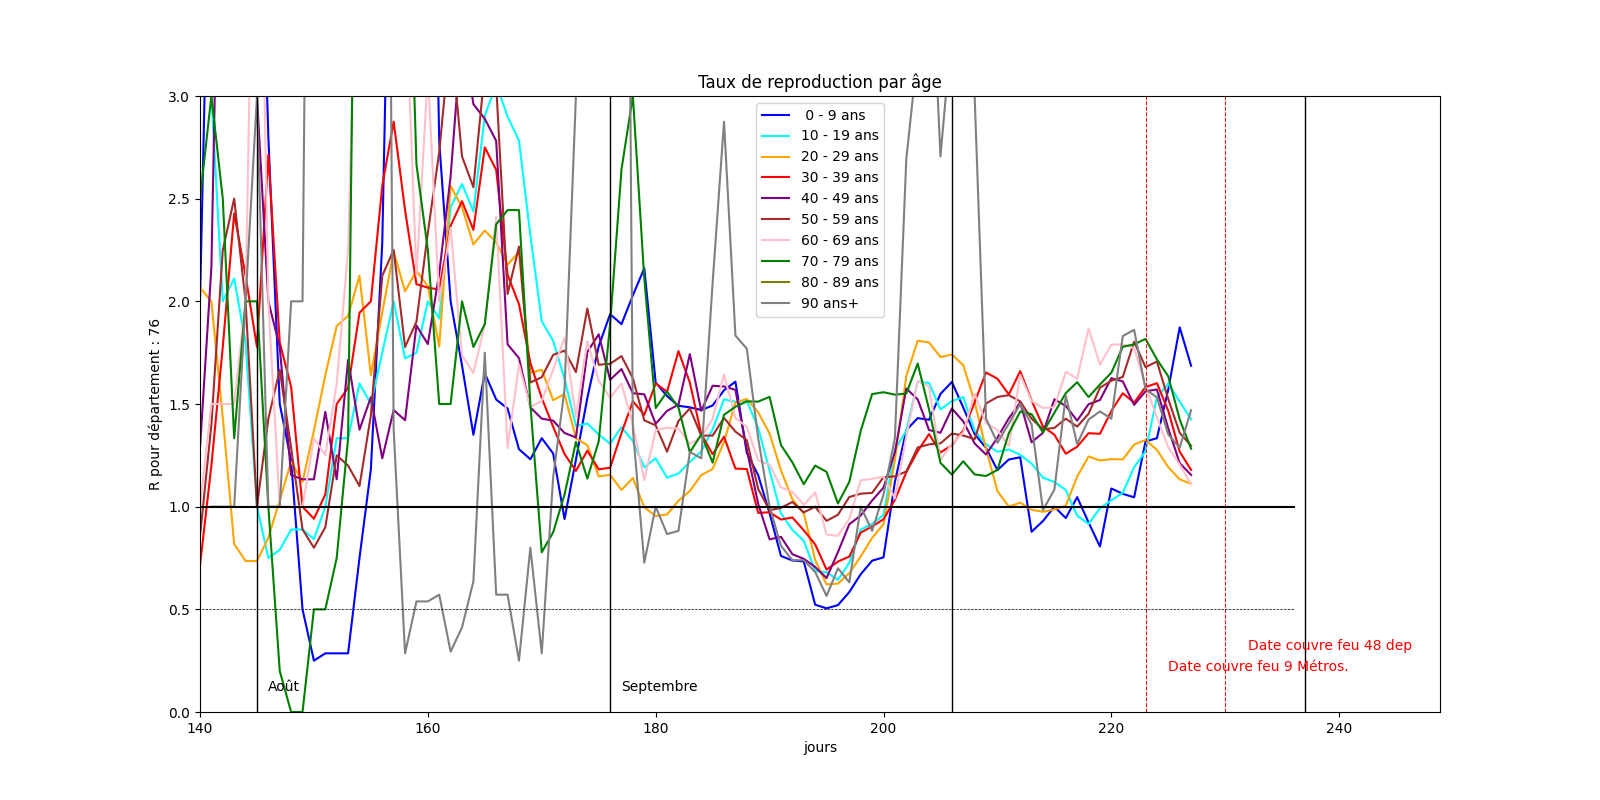 Taux de reproduction par âge
R pour département : 76
3.0
2.5
2.0
1.5
1.0
0.5
0.0
0 - 9 ans
10 - 19 ans
20 - 29 ans
30 - 39 ans
40 - 49 ans
50 - 59 ans
60 - 69 ans
70 - 79 ans
80 - 89 ans
90 ans+
Date couvre feu 48 dep
Date couvre feu 9 Métros.
Août
Septembre
140
160
180
200
220
240
jours